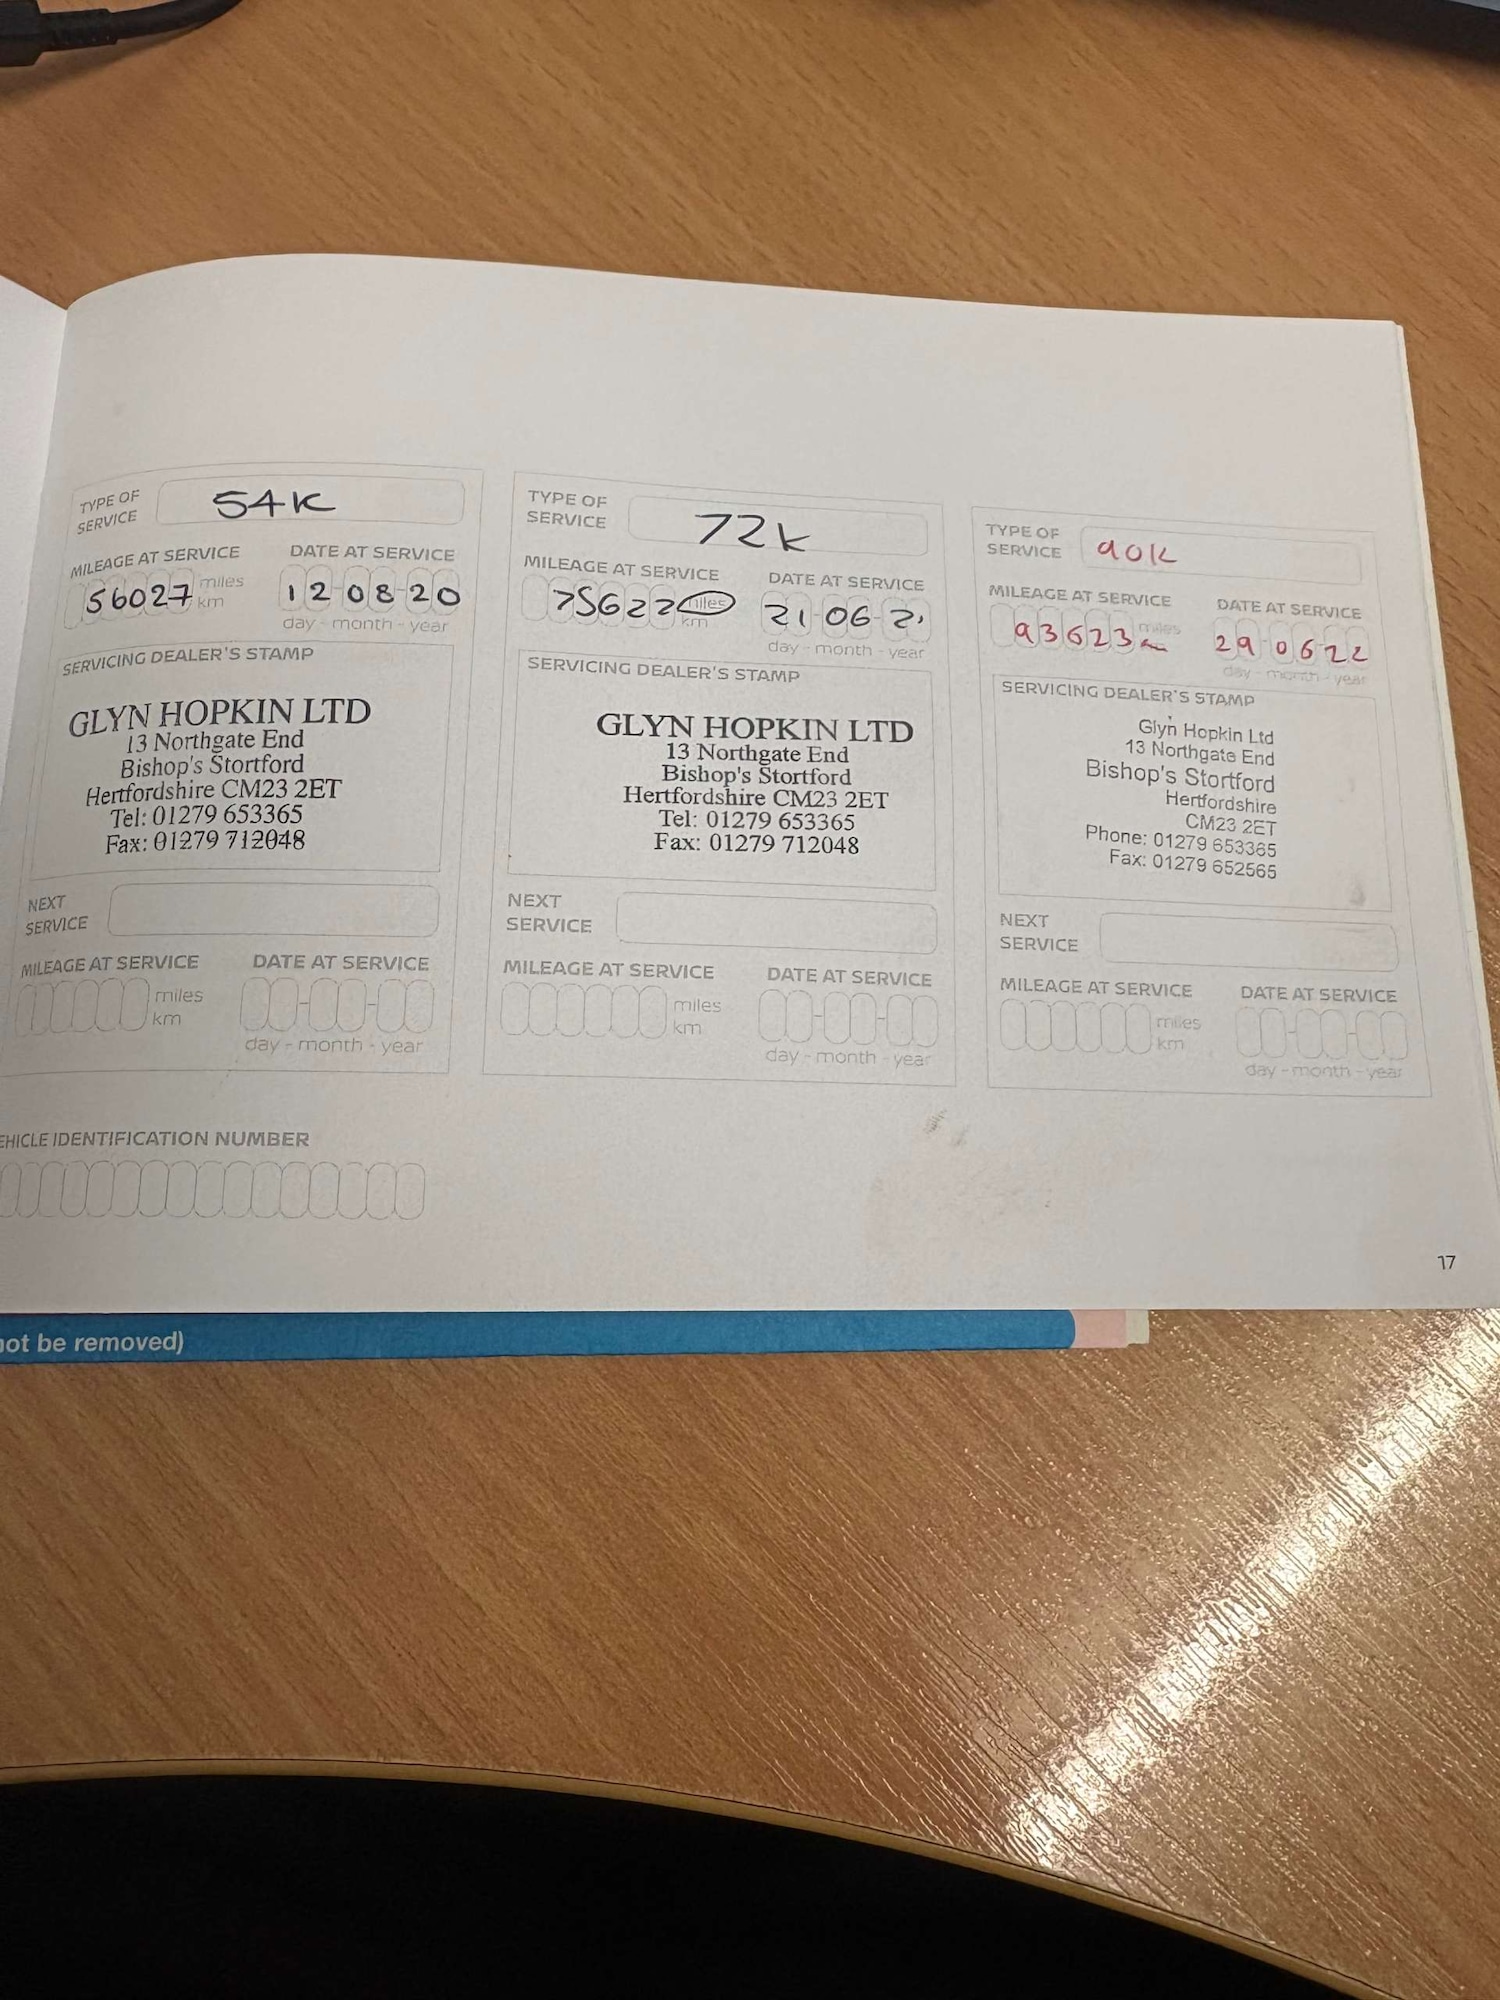 TYPE OF
SERVICE
54K
MILEAGE AT SERVICE
DATE AT SERVICE
56027
miles
km
12-08-20
day - month - year
SERVICING DEALER'S STAMP
GLYN HOPKIN LTD
13 Northgate End
Bishop's Stortford
Hertfordshire CM23 2ET
Tel: 01279 653365
Fax: 01279 712048
NEXT
SERVICE
MILEAGE AT SERVICE
DATE AT SERVICE
miles
km
day - month - year
TYPE OF
SERVICE
72K
MILEAGE AT SERVICE
DATE AT SERVICE
miles
km
21-06-21
day - month - year
SERVICING DEALER'S STAMP
GLYN HOPKIN LTD
13 Northgate End
Bishop's Stortford
Hertfordshire CM23 2ET
Tel: 01279 653365
Fax: 01279 712048
NEXT
SERVICE
MILEAGE AT SERVICE
DATE AT SERVICE
miles
km
day - month - year
TYPE OF
SERVICE
90K
MILEAGE AT SERVICE
DATE AT SERVICE
93623
miles
29-06-22
day - month - year
SERVICING DEALER'S STAMP
Glyn Hopkin Ltd
13 Northgate End
Bishop's Stortford
Hertfordshire
CM23 2ET
Phone: 01279 653365
Fax: 01279 652565
NEXT
SERVICE
MILEAGE AT SERVICE
DATE AT SERVICE
miles
km
day - month - year
EHICLE IDENTIFICATION NUMBER
17
not be removed)